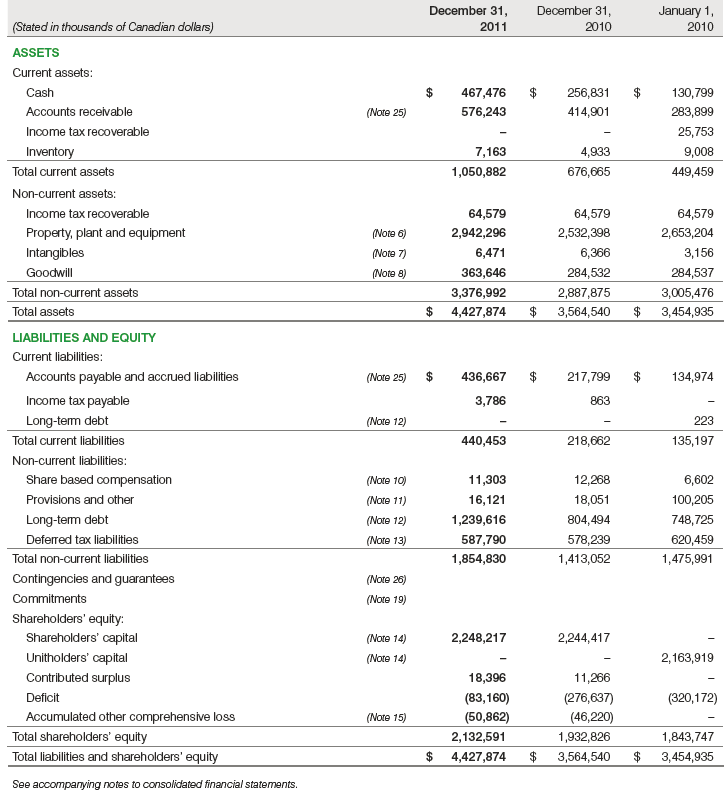 December 31, December 31, January 1,
(Stated in thousands of Canadian dollars) 2011 2010 2010
ASSETS
Current assets:
Cash $ 467,476 $ 256,831 $ 130,799
Accounts receivable (Note 25) 576,243 414,901 283,899
Income tax recoverable – – 25,753
Inventory 7,163 4,933 9,008
Total current assets 1,050,882 676,665 449,459
Non-current assets:
Income tax recoverable 64,579 64,579 64,579
Property, plant and equipment (Note 6) 2,942,296 2,532,398 2,653,204
Intangibles (Note 7) 6,471 6,366 3,156
Goodwill (Note 8) 363,646 284,532 284,537
Total non-current assets 3,376,992 2,887,875 3,005,476
Total assets $ 4,427,874 $ 3,564,540 $ 3,454,935
LIABILITIES AND EQUITY
Current liabilities:
Accounts payable and accrued liabilities (Note 25) $ 436,667 $ 217,799 $ 134,974
Income tax payable 3,786 863 –
Long-term debt (Note 12) – – 223
Total current liabilities 440,453 218,662 135,197
Non-current liabilities:
Share based compensation (Note 10) 11,303 12,268 6,602
Provisions and other (Note 11) 16,121 18,051 100,205
Long-term debt (Note 12) 1,239,616 804,494 748,725
Deferred tax liabilities (Note 13) 587,790 578,239 620,459
Total non-current liabilities 1,854,830 1,413,052 1,475,991
Contingencies and guarantees (Note 26)
Commitments (Note 19)
Shareholders' equity:
Shareholders' capital (Note 14) 2,248,217 2,244,417 –
Unitholders' capital (Note 14) – – 2,163,919
Contributed surplus 18,396 11,266 –
Deficit (83,160) (276,637) (320,172)
Accumulated other comprehensive loss (Note 15) (50,862) (46,220) –
Total shareholders' equity 2,132,591 1,932,826 1,843,747
Total liabilities and shareholders' equity $ 4,427,874 $ 3,564,540 $ 3,454,935
See accompanying notes to consolidated financial statements.